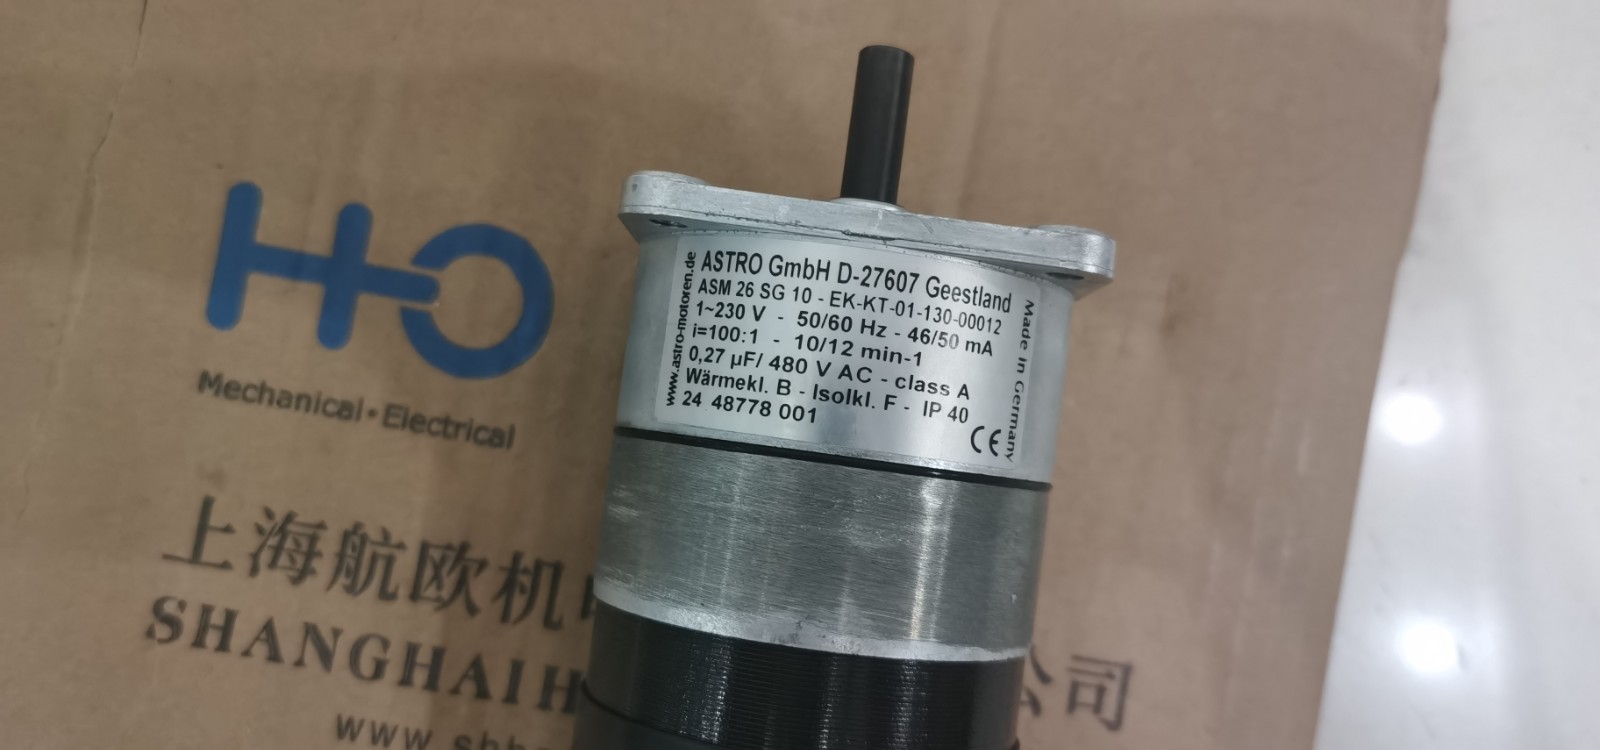 HO
Mechanical·Electrical
上海航欧机
公司
SHANGHAI
www.shh
ASTRO GmbH D-27607 Geestland
ASM 26 SG 10 - EK-KT-01-130-00012
1~230 V - 50/60 Hz - 46/50 mA
i=100:1 - 10/12 min-1
0,27 µF/ 480 V AC - class A
Wärmekl. B - Isolkl. F - IP 40
24 48778 001
CE
www.astro-motoren.de
Made In Germany